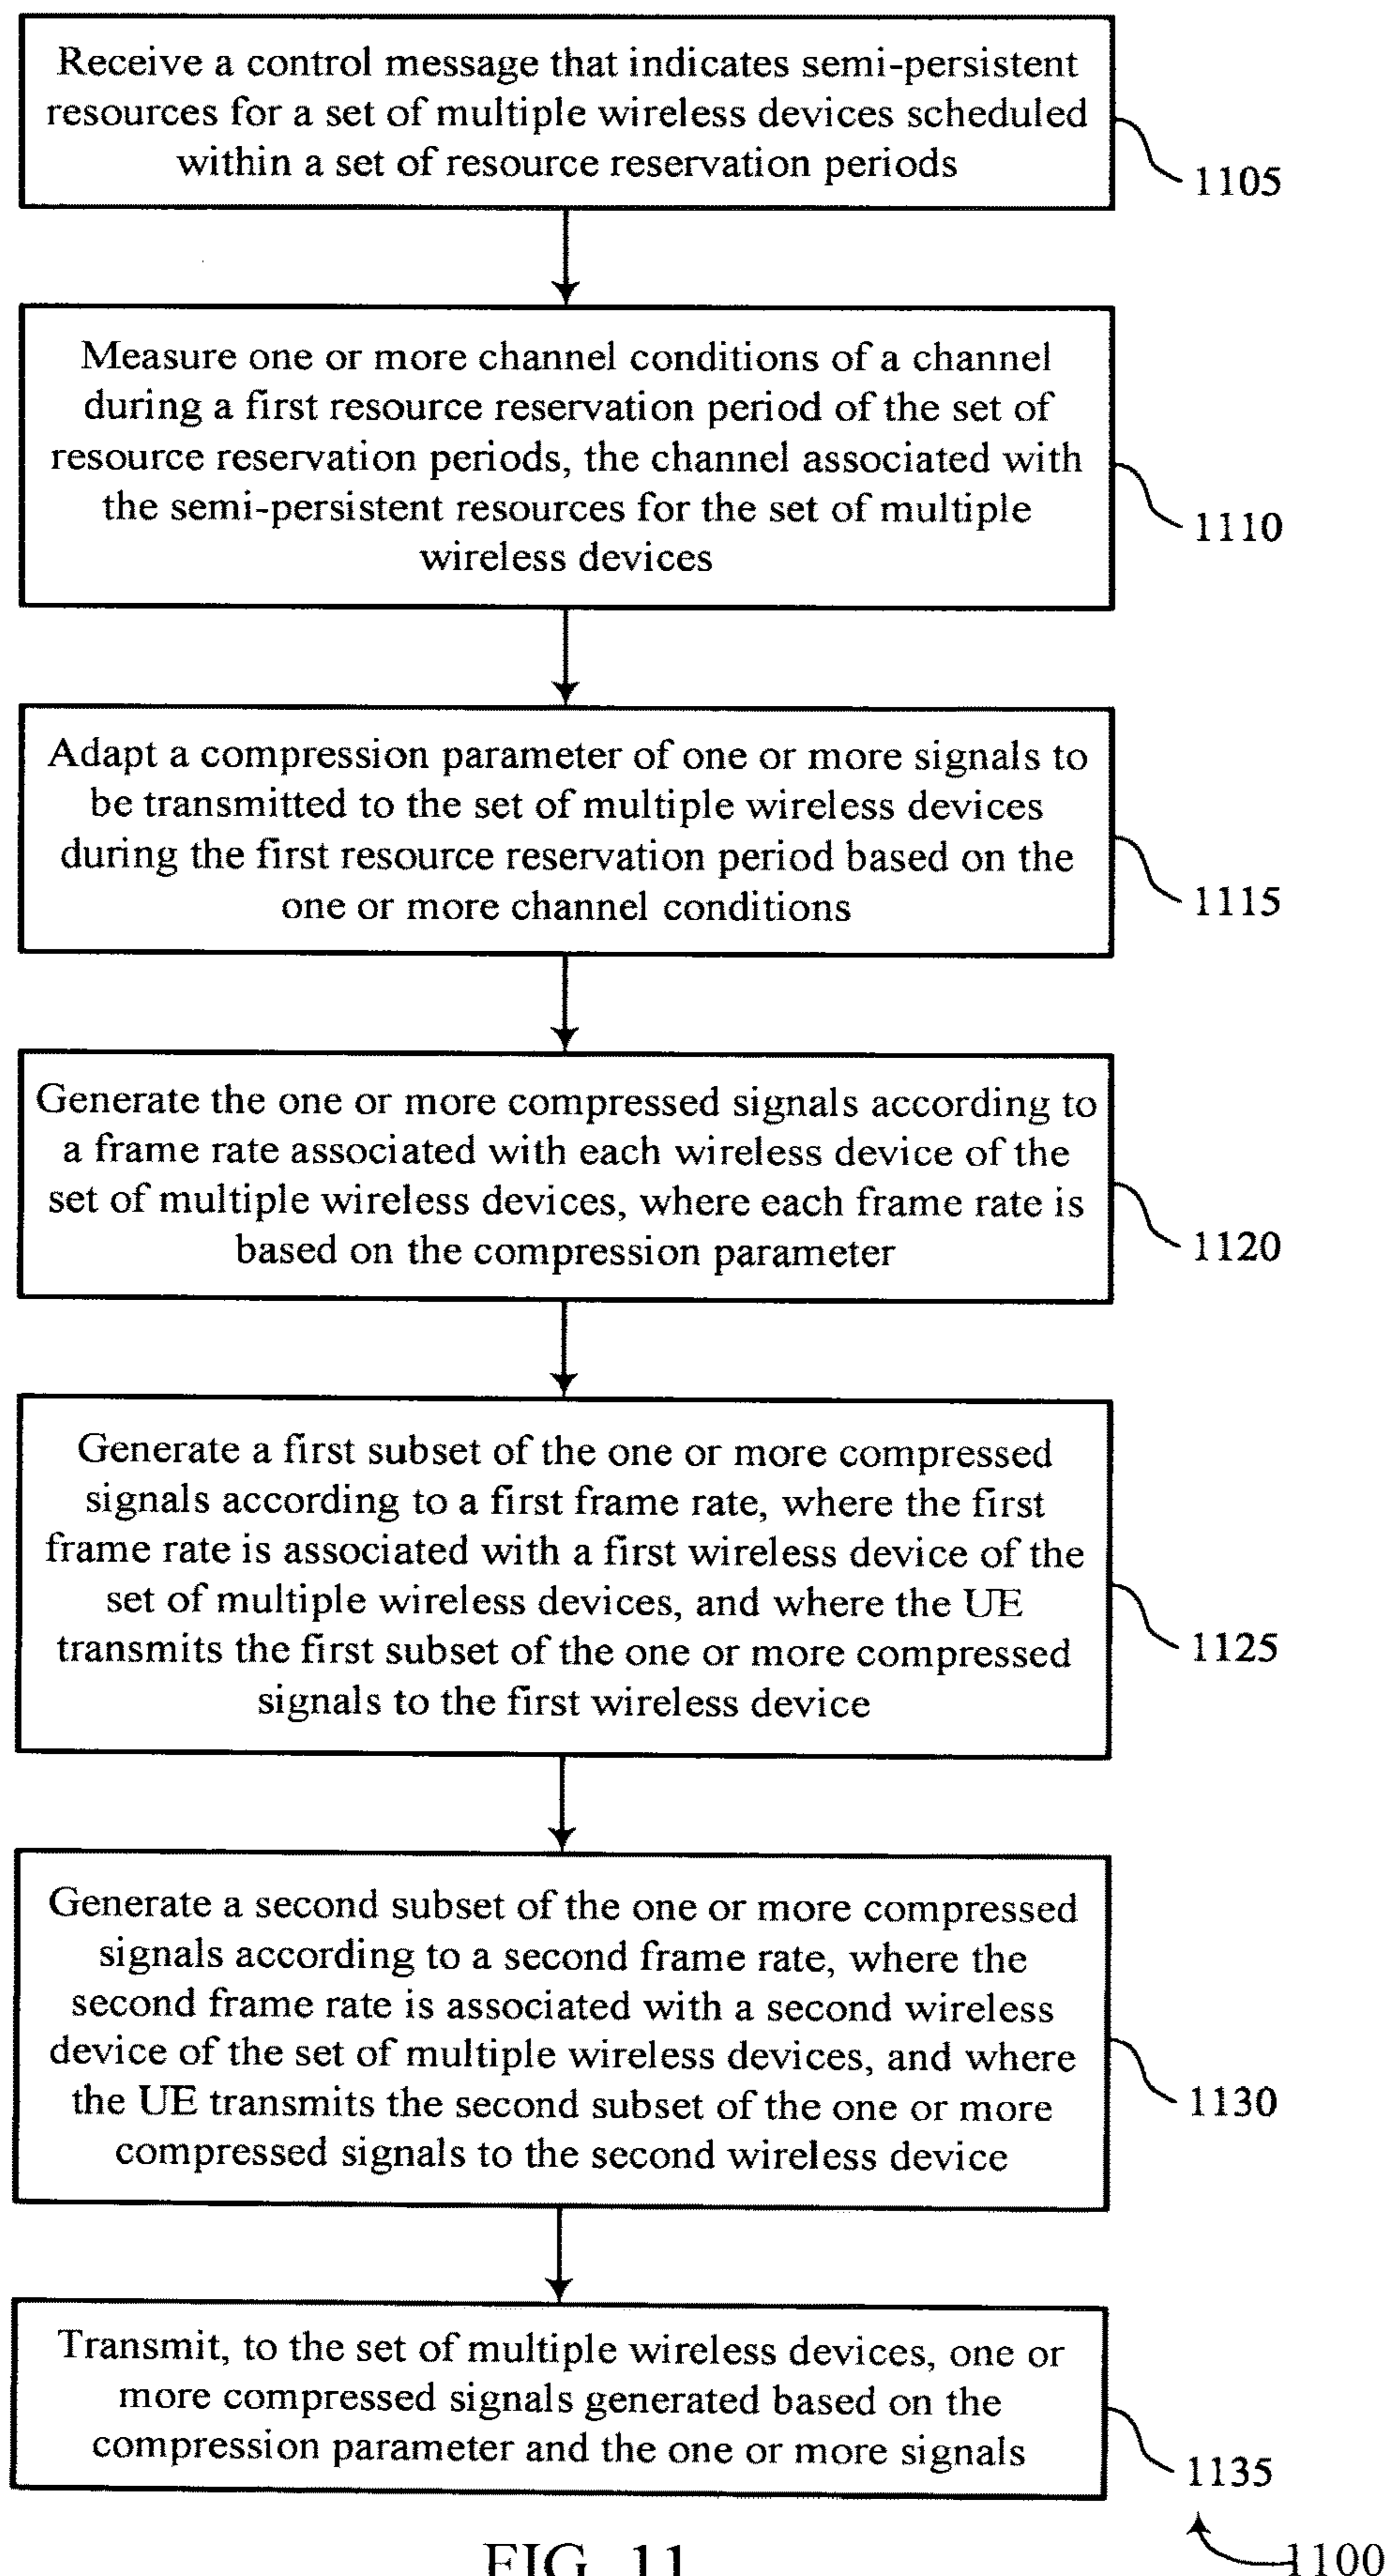 Receive a control message that indicates semi-persistent
resources for a set of multiple wireless devices scheduled
within a set of resource reservation periods
1105
Measure one or more channel conditions of a channel
during a first resource reservation period of the set of
resource reservation periods, the channel associated with
the semi-persistent resources for the set of multiple
wireless devices
1110
Adapt a compression parameter of one or more signals to
be transmitted to the set of multiple wireless devices
during the first resource reservation period based on the
one or more channel conditions
1115
Generate the one or more compressed signals according to
a frame rate associated with each wireless device of the
set of multiple wireless devices, where each frame rate is
based on the compression parameter
1120
Generate a first subset of the one or more compressed
signals according to a first frame rate, where the first
frame rate is associated with a first wireless device of the
set of multiple wireless devices, and where the UE
transmits the first subset of the one or more compressed
signals to the first wireless device
1125
Generate a second subset of the one or more compressed
signals according to a second frame rate, where the
second frame rate is associated with a second wireless
device of the set of multiple wireless devices, and where
the UE transmits the second subset of the one or more
compressed signals to the second wireless device
1130
Transmit, to the set of multiple wireless devices, one or
more compressed signals generated based on the
compression parameter and the one or more signals
1135
1100
FIG. 11